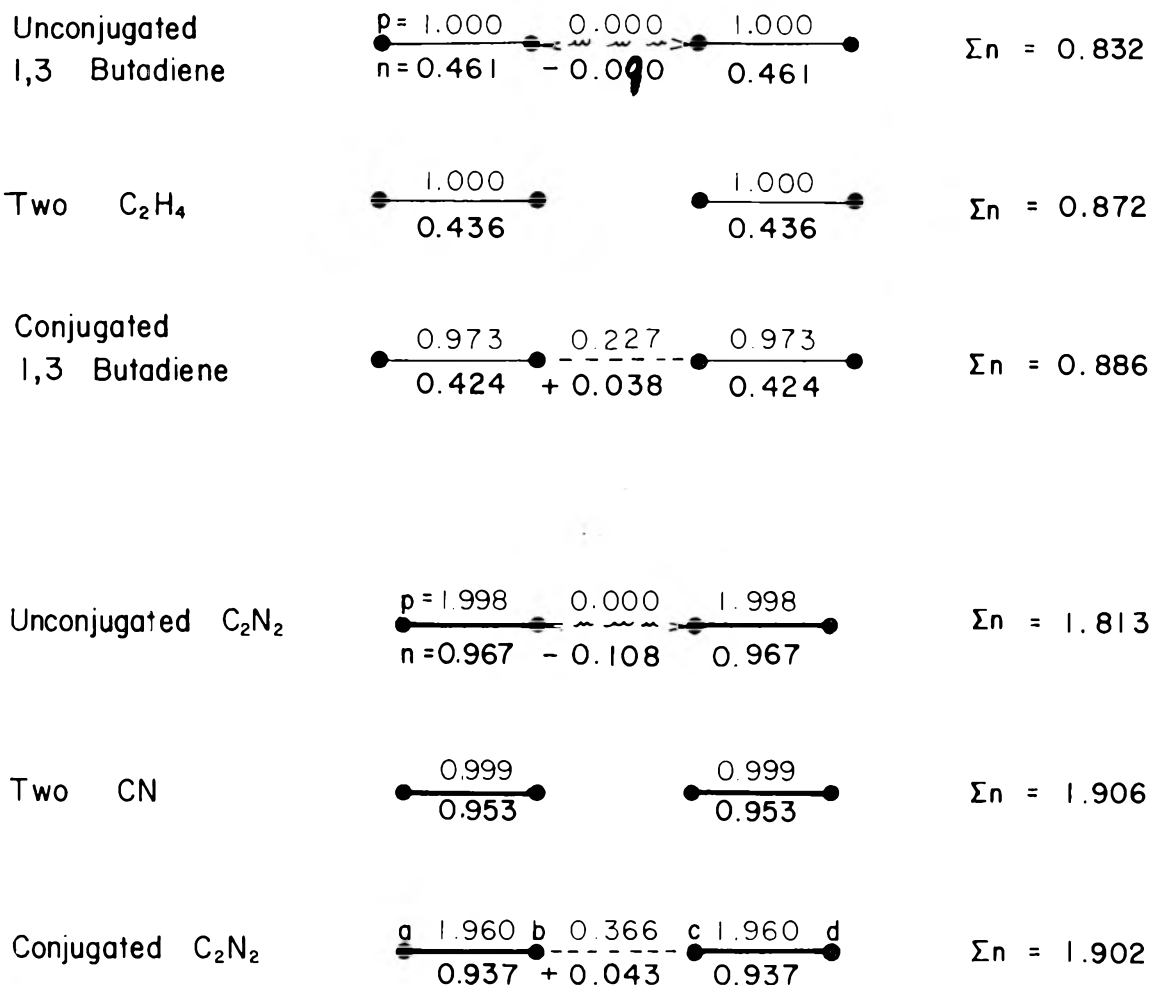 Unconjugated p = 1.000 0.000 1.000
1,3 Butadiene n = 0.461 - 0.090 0.461 Σn = 0.832
1.000 1.000
Two C₂H₄ Σn = 0.872
0.436 0.436
Conjugated 0.973 0.227 0.973
1,3 Butadiene 0.424 + 0.038 0.424 Σn = 0.886
p = 1.998 0.000 1.998
Unconjugated C₂N₂ Σn = 1.813
n = 0.967 - 0.108 0.967
0.999 0.999
Two CN Σn = 1.906
0.953 0.953
a 1.960 b 0.366 c 1.960 d
Conjugated C₂N₂ Σn = 1.902
0.937 + 0.043 0.937